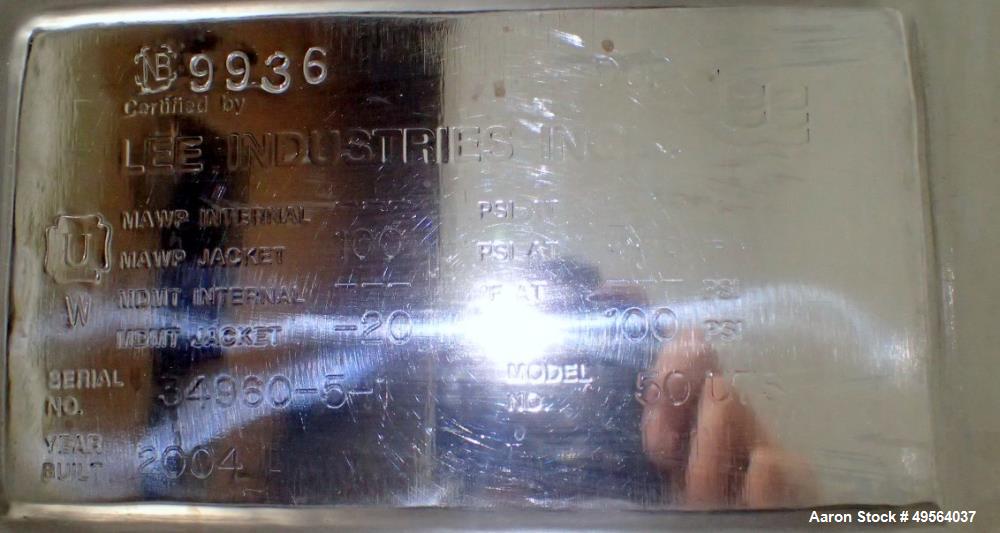 NB 9936
Certified by
LEE INDUSTRIES IN
MAWP INTERNAL --- PSI-AT
U MAWP JACKET 100 PSI-AT
W MDMT INTERNAL --- °F AT --- PSI
MDMT JACKET -20 100 PSI
SERIAL NO. 34960-5-1 MODEL NO.
YEAR BUILT 2004
Aaron Stock # 49564037